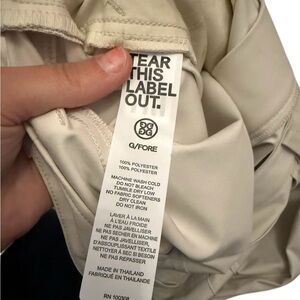 TEAR
THIS
LABEL
OUT.
G/FORE
100% POLYESTER
100% POLYESTER
MACHINE WASH COLD
DO NOT BLEACH
TUMBLE DRY LOW
NO FABRIC SOFTENERS
DRY CLEAN
DO NOT IRON
LAVER À LA MAIN
À L'EAU FROIDE
NE PAS JAVELLISER
NE PAS SÉCHER EN MACHINE
NE PAS JAVELLISER
D'ASSOUPLISSANT TEXTILE
NETTOYER À SEC
NE PAS REPASSER
MADE IN THAILAND
FABRIQUÉ EN THAÏLANDE